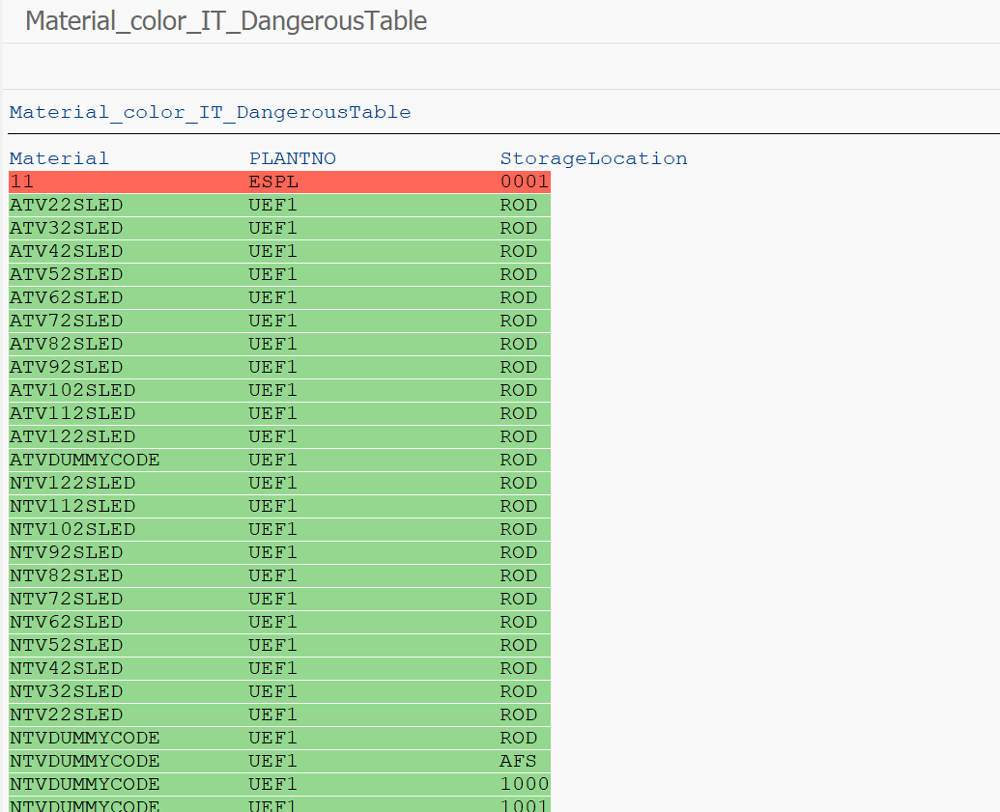 Material_color_IT_DangerousTable
Material_color_IT_DangerousTable
Material PLANTNO StorageLocation
11 ESPL 0001
ATV22SLED UEF1 ROD
ATV32SLED UEF1 ROD
ATV42SLED UEF1 ROD
ATV52SLED UEF1 ROD
ATV62SLED UEF1 ROD
ATV72SLED UEF1 ROD
ATV82SLED UEF1 ROD
ATV92SLED UEF1 ROD
ATV102SLED UEF1 ROD
ATV112SLED UEF1 ROD
ATV122SLED UEF1 ROD
ATVDUMMYCODE UEF1 ROD
NTV122SLED UEF1 ROD
NTV112SLED UEF1 ROD
NTV102SLED UEF1 ROD
NTV92SLED UEF1 ROD
NTV82SLED UEF1 ROD
NTV72SLED UEF1 ROD
NTV62SLED UEF1 ROD
NTV52SLED UEF1 ROD
NTV42SLED UEF1 ROD
NTV32SLED UEF1 ROD
NTV22SLED UEF1 ROD
NTVDUMMYCODE UEF1 ROD
NTVDUMMYCODE UEF1 AFS
NTVDUMMYCODE UEF1 1000
NTVDUMMYCODE UEF1 1001